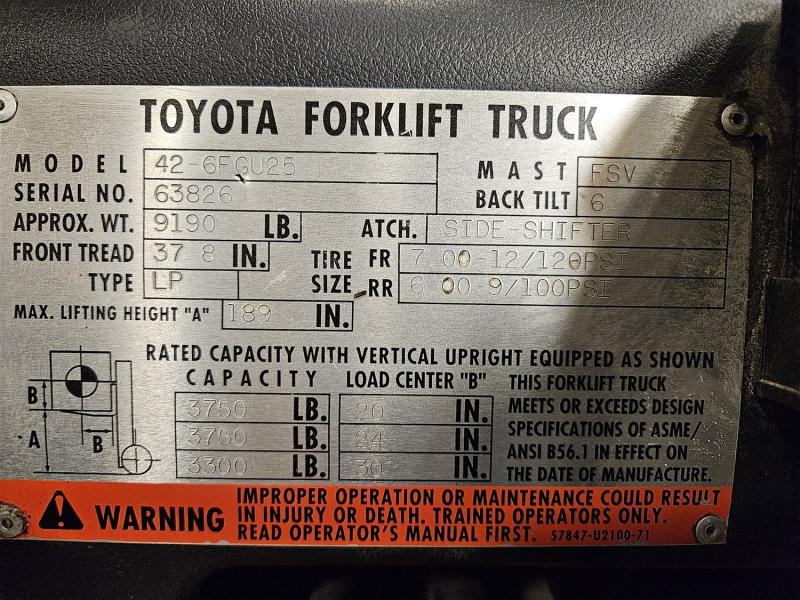 TOYOTA FORKLIFT TRUCK
MODEL 42-6FGU25 MAST FSV
SERIAL NO. 63826 BACK TILT 6
APPROX. WT. 9190 LB. ATCH. SIDE-SHIFTER
FRONT TREAD 37 8 IN. TIRE SIZE FR 7 00-12/120PSI
TYPE LP RR 6 00-9/100PSI
MAX. LIFTING HEIGHT "A" 189 IN.
RATED CAPACITY WITH VERTICAL UPRIGHT EQUIPPED AS SHOWN
CAPACITY LOAD CENTER "B"
3750 LB. 20 IN.
3750 LB. 24 IN.
3300 LB. 30 IN.
B
A
B
THIS FORKLIFT TRUCK
MEETS OR EXCEEDS DESIGN
SPECIFICATIONS OF ASME/
ANSI B56.1 IN EFFECT ON
THE DATE OF MANUFACTURE.
WARNING
IMPROPER OPERATION OR MAINTENANCE COULD RESULT
IN INJURY OR DEATH. TRAINED OPERATORS ONLY.
READ OPERATOR'S MANUAL FIRST. 57847-U2100-71